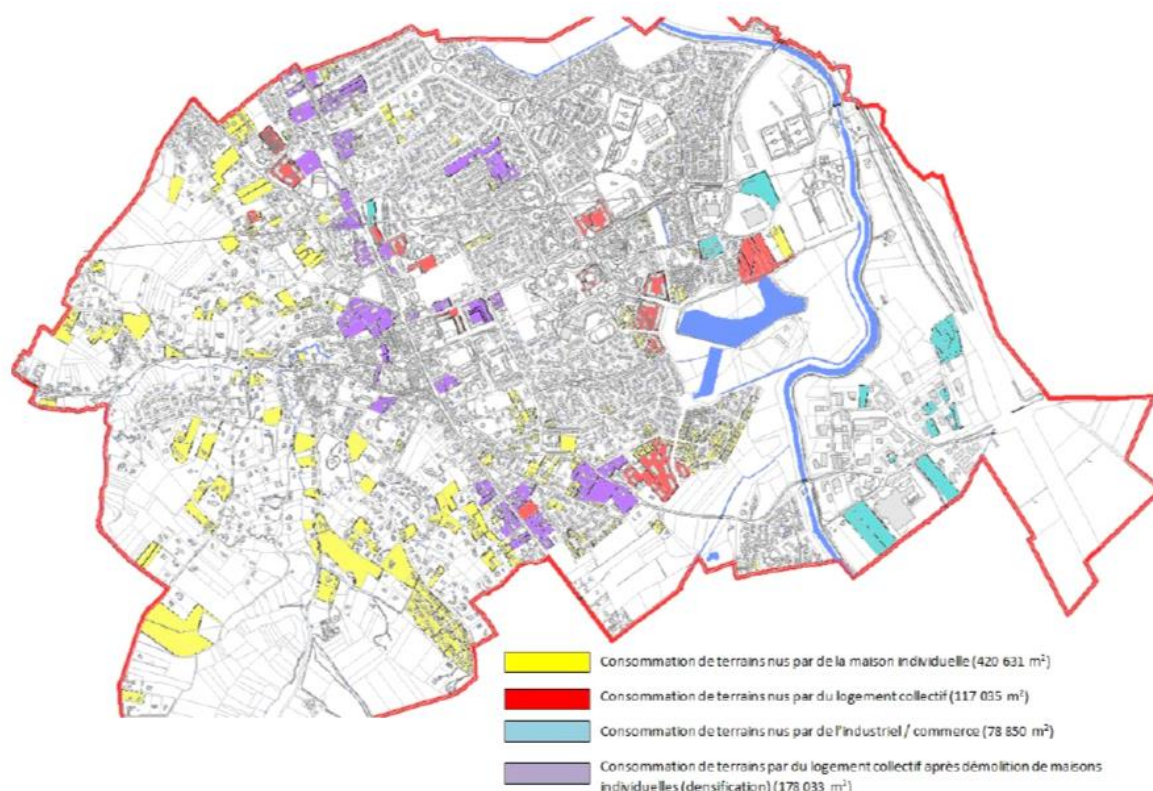 Consommation de terrains nus par de la maison individuelle (420 631 m²)
Consommation de terrains nus par du logement collectif (117 035 m²)
Consommation de terrains nus par de l'industriel / commerce (78 850 m²)
Consommation de terrains par du logement collectif après démolition de maisons
individuelles (densification) (178 033 m²)